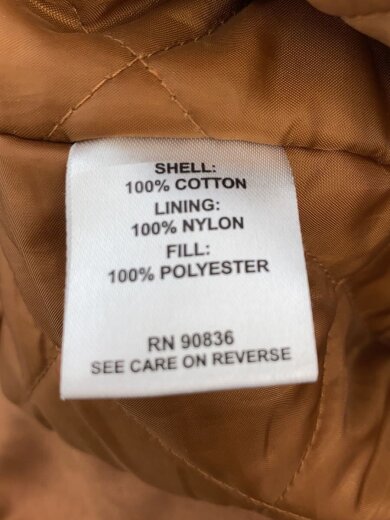 SHELL:
100% COTTON
LINING:
100% NYLON
FILL:
100% POLYESTER
RN 90836
SEE CARE ON REVERSE